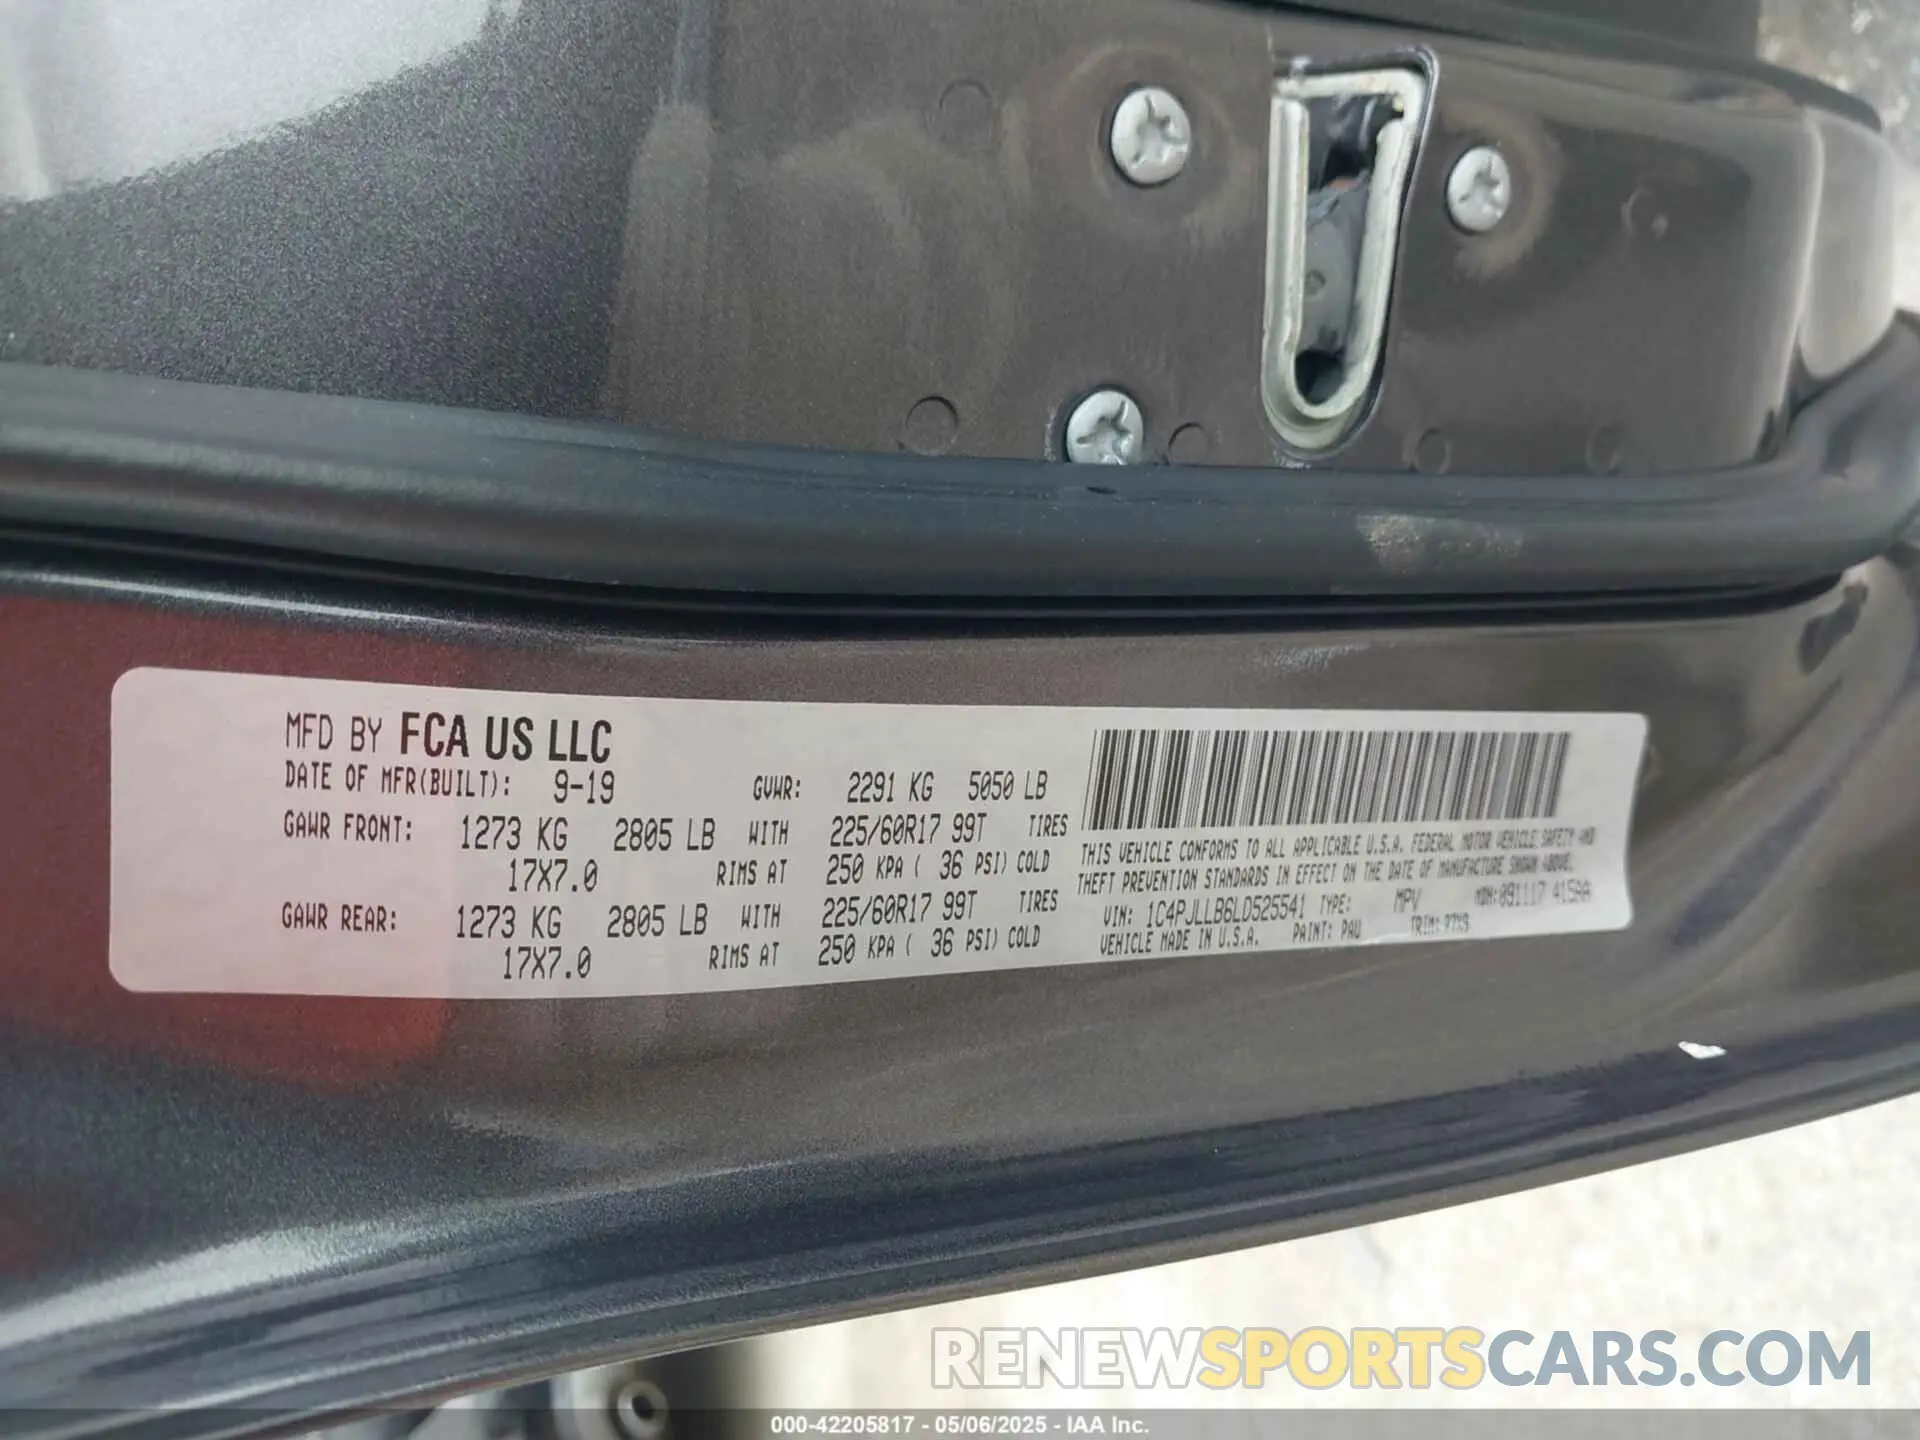 MFD BY FCA US LLC
DATE OF MFR(BUILT): 9-19 GVWR: 2291 KG 5050 LB
GAWR FRONT: 1273 KG 2805 LB WITH 225/60R17 99T TIRES
17X7.0 RIMS AT 250 KPA ( 36 PSI) COLD
GAWR REAR: 1273 KG 2805 LB WITH 225/60R17 99T TIRES
17X7.0 RIMS AT 250 KPA ( 36 PSI) COLD
THIS VEHICLE CONFORMS TO ALL APPLICABLE U.S.A. FEDERAL MOTOR VEHICLE SAFETY AND
THEFT PREVENTION STANDARDS IN EFFECT ON THE DATE OF MANUFACTURE SHOWN ABOVE.
VIN: 1C4PJLLB6LD525541 TYPE: MPV MDH: 091117 415AA
VEHICLE MADE IN U.S.A. PAINT: PAU TRIM:
RENEWSPORTSCARS.COM
000-42205817 - 05/06/2025 - IAA Inc.